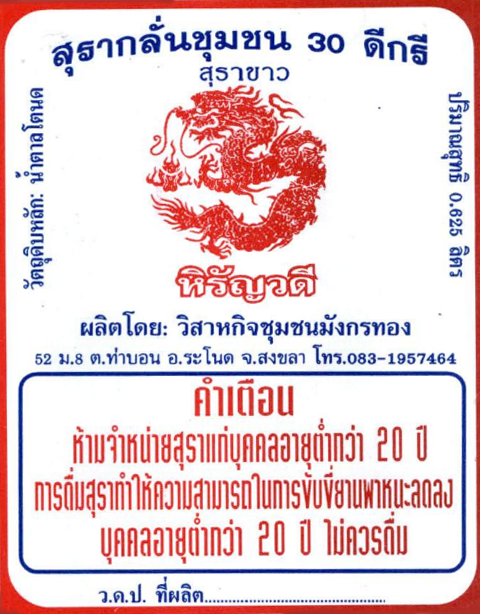 สุรากลั่นชุมชน 30 ดีกรี
สุราขาว
วัตถุดิบหลัก: น้ำตาลโตนด
ปริมาณสุทธิ 0.625 ลิตร
หิรัญวดี
ผลิตโดย: วิสาหกิจชุมชนมังกรทอง
52 ม.8 ต.ท่าบอน อ.ระโนด จ.สงขลา โทร.083-1957464
คำเตือน
ห้ามจำหน่ายสุราแก่บุคคลอายุต่ำกว่า 20 ปี
การดื่มสุราทำให้ความสามารถในการขับขี่ยานพาหนะลดลง
บุคคลอายุต่ำกว่า 20 ปี ไม่ควรดื่ม
ว.ด.ป. ที่ผลิต........................................